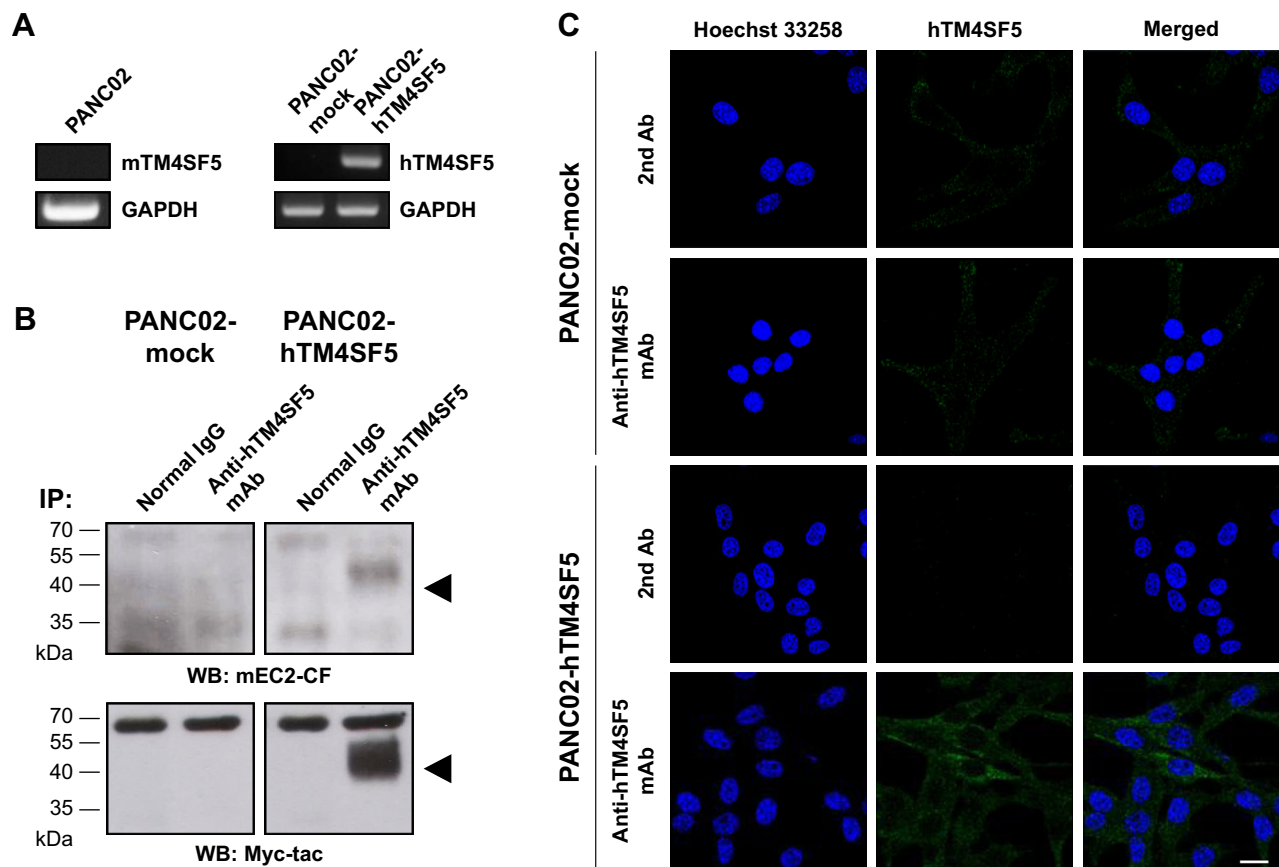 A
PANC02
mTM4SF5
GAPDH
PANC02-
mock
PANC02-
hTM4SF5
hTM4SF5
GAPDH
B
PANC02-
mock
PANC02-
hTM4SF5
IP:
Normal IgG
Anti-hTM4SF5
mAb
Normal IgG
Anti-hTM4SF5
mAb
70
55
40
35
kDa
WB: mEC2-CF
70
55
40
35
kDa
WB: Myc-tac
C
Hoechst 33258
hTM4SF5
Merged
PANC02-mock
2nd Ab
Anti-hTM4SF5
mAb
PANC02-hTM4SF5
2nd Ab
Anti-hTM4SF5
mAb